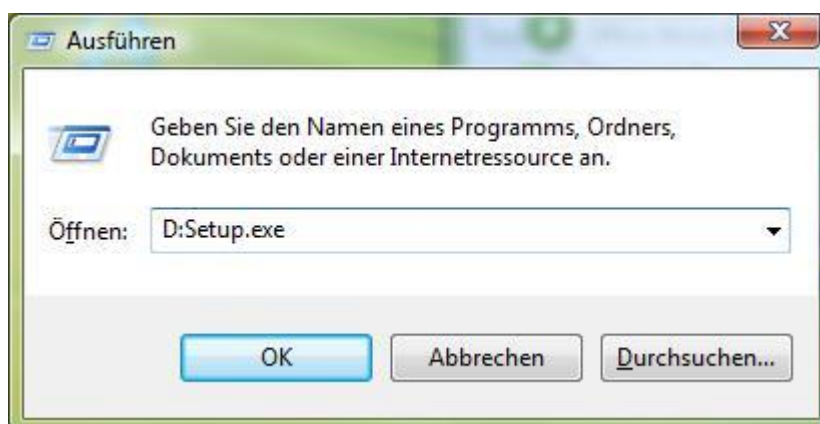 Ausführen
Geben Sie den Namen eines Programms, Ordners,
Dokuments oder einer Internetressource an.
Öffnen: D:Setup.exe
OK Abbrechen Durchsuchen...